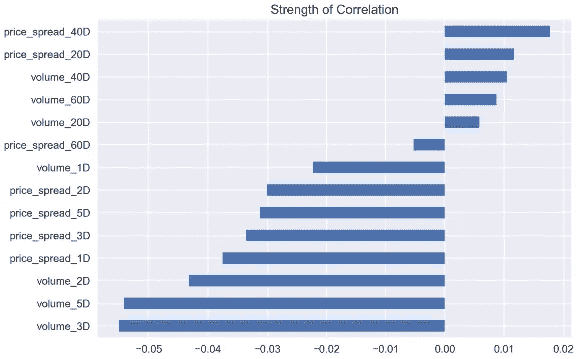 Strength of Correlation
price_spread_40D
price_spread_20D
volume_40D
volume_60D
volume_20D
price_spread_60D
volume_1D
price_spread_2D
price_spread_5D
price_spread_3D
price_spread_1D
volume_2D
volume_5D
volume_3D
−0.05 −0.04 −0.03 −0.02 −0.01 0.00 0.01 0.02